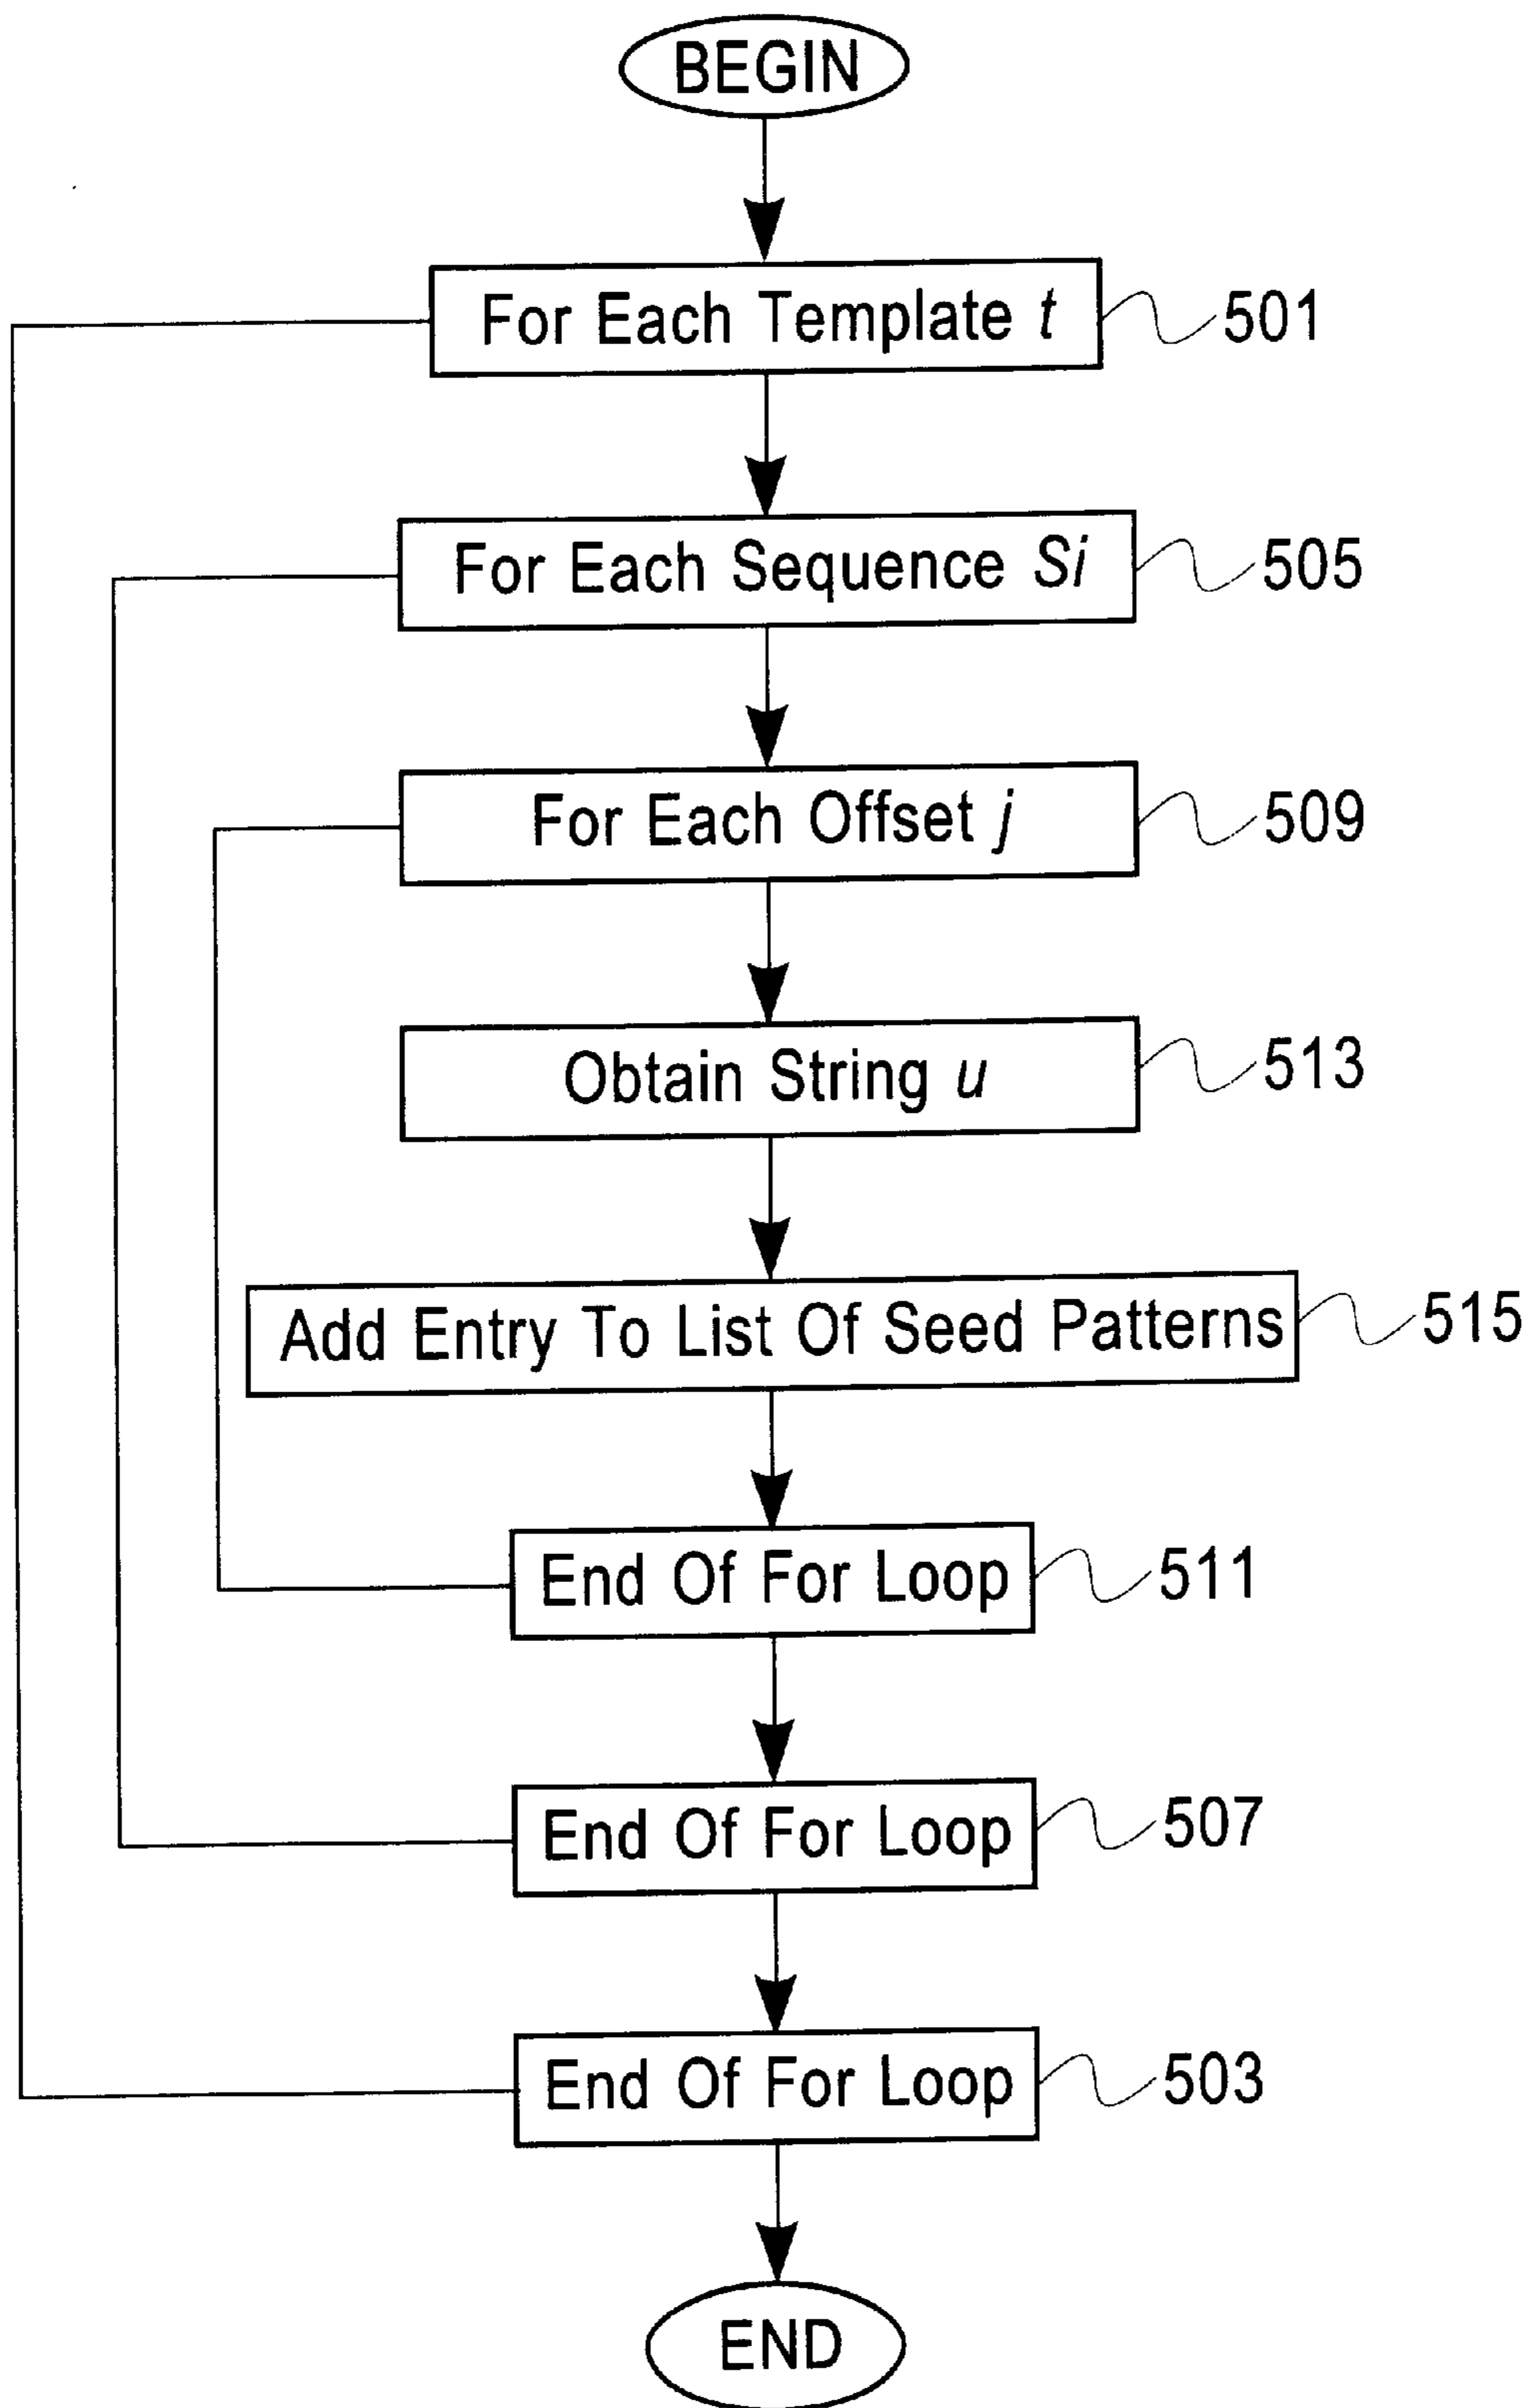 BEGIN
For Each Template t
501
For Each Sequence Si
505
For Each Offset j
509
Obtain String u
513
Add Entry To List Of Seed Patterns
515
End Of For Loop
511
End Of For Loop
507
End Of For Loop
503
END